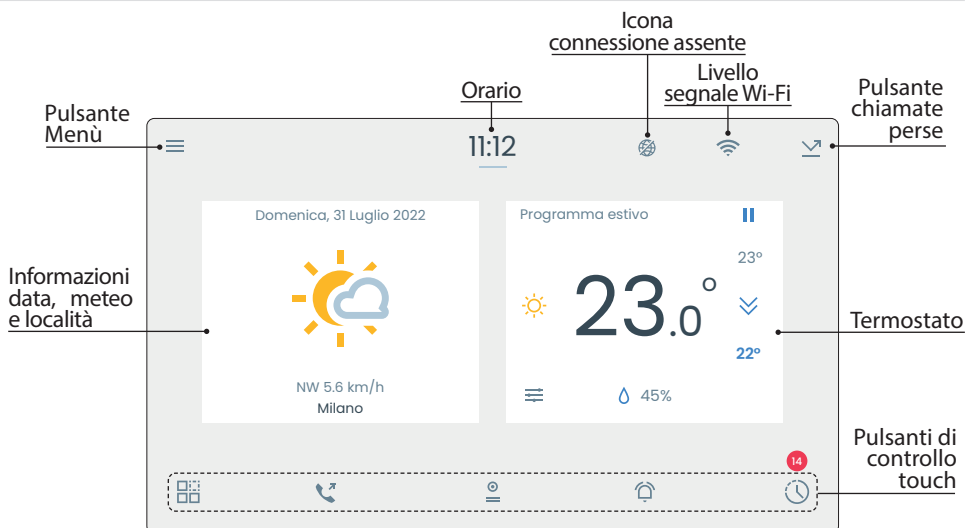 Icona
connessione assente
Livello
segnale Wi-Fi
Orario
Pulsante
chiamate
perse
Pulsante
Menù
11:12
Domenica, 31 Luglio 2022
NW 5.6 km/h
Milano
Programma estivo
23°
23.0°
22°
45%
Informazioni
data, meteo
e località
Termostato
Pulsanti di
controllo
touch
14